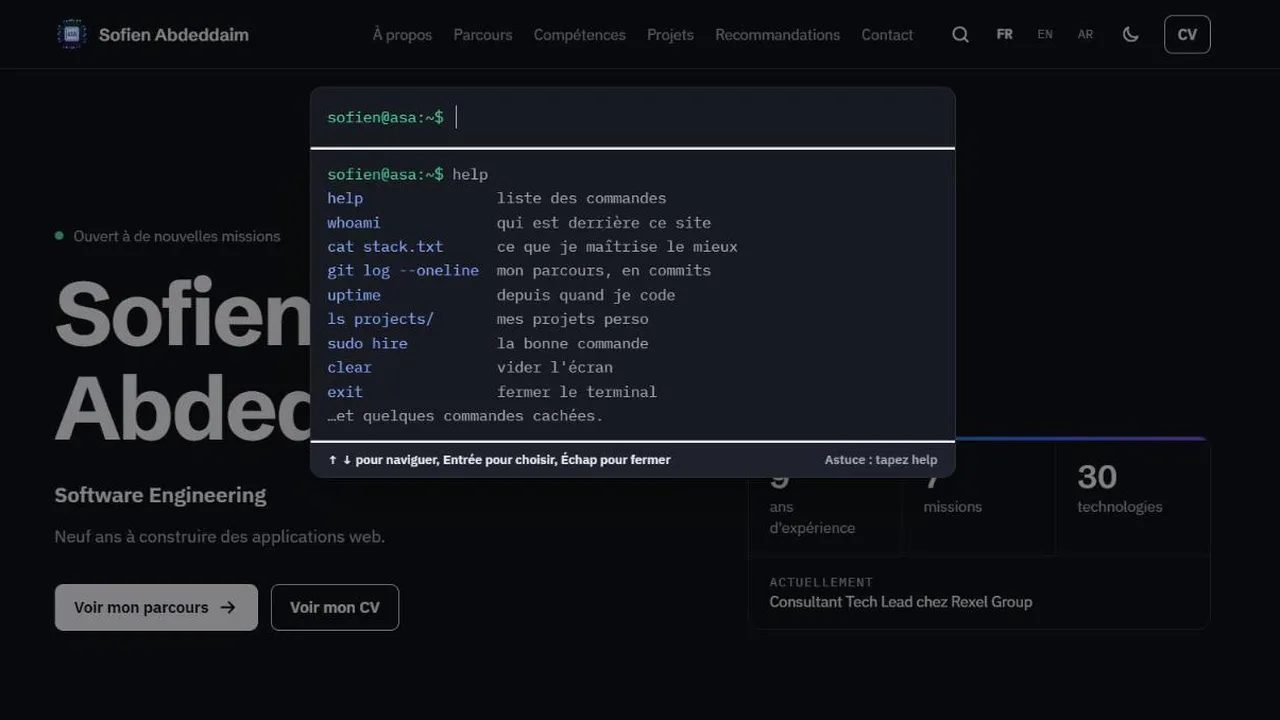 Sofien Abdeddaim
À propos Parcours Compétences Projets Recommandations Contact FR EN AR CV
sofien@asa:~$
sofien@asa:~$ help
help liste des commandes
whoami qui est derrière ce site
cat stack.txt ce que je maîtrise le mieux
git log --oneline mon parcours, en commits
uptime depuis quand je code
ls projects/ mes projets perso
sudo hire la bonne commande
clear vider l'écran
exit fermer le terminal
…et quelques commandes cachées.
↑ ↓ pour naviguer, Entrée pour choisir, Échap pour fermer
Astuce : tapez help
Ouvert à de nouvelles missions
Sofien
Software Engineering
Neuf ans à construire des applications web.
Voir mon parcours →
Voir mon CV
9
ans
d'expérience
7
missions
30
technologies
ACTUELLEMENT
Consultant Tech Lead chez Rexel Group